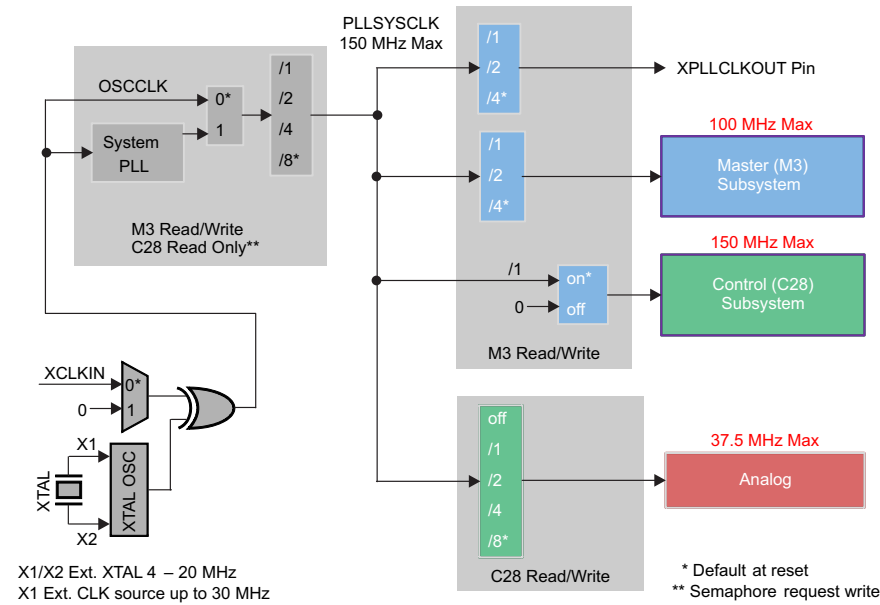 PLLSYSCLK
150 MHz Max
OSCCLK
0*
1
System
PLL
/1
/2
/4
/8*
M3 Read/Write
C28 Read Only**
/1
/2
/4*
XPLLCLKOUT Pin
/1
/2
/4*
100 MHz Max
Master (M3)
Subsystem
150 MHz Max
/1
on*
0
off
Control (C28)
Subsystem
M3 Read/Write
XCLKIN
0*
0
1
X1
XTAL
XTAL OSC
X2
off
/1
/2
/4
/8*
37.5 MHz Max
Analog
C28 Read/Write
X1/X2 Ext. XTAL 4 – 20 MHz
X1 Ext. CLK source up to 30 MHz
* Default at reset
** Semaphore request write